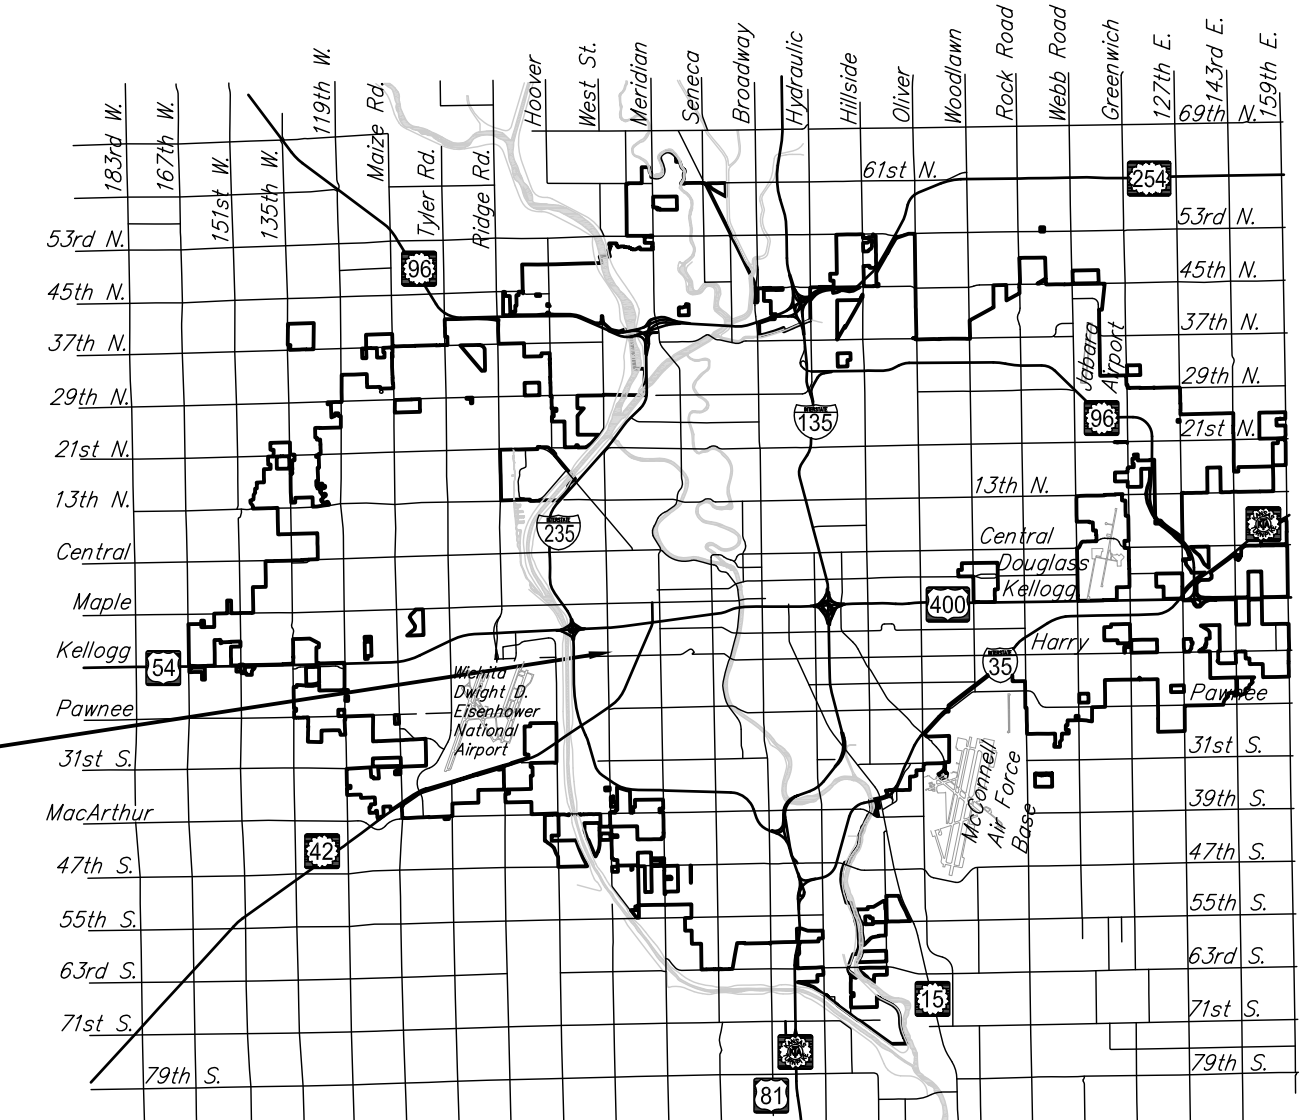 183rd W.
167th W.
151st W.
135th W.
119th W.
Maize Rd.
Tyler Rd.
Ridge Rd.
Hoover
West St.
Meridian
Seneca
Broadway
Hydraulic
Hillside
Oliver
Woodlawn
Rock Road
Webb Road
Greenwich
127th E.
143rd E.
159th E.
69th N.
61st N.
254
53rd N.
53rd N.
96
45th N.
45th N.
37th N.
37th N.
Jabara
Airport
29th N.
29th N.
INTERSTATE
135
96
21st N.
21st N.
13th N.
13th N.
INTERSTATE
235
Central
Central
Douglass
Kellogg
Maple
400
Kellogg
54
Harry
INTERSTATE
35
Wichita
Dwight D.
Eisenhower
National
Airport
Pawnee
Pawnee
31st S.
31st S.
McConnell
Air Force
Base
MacArthur
39th S.
42
47th S.
47th S.
55th S.
55th S.
63rd S.
63rd S.
15
71st S.
71st S.
79th S.
79th S.
81